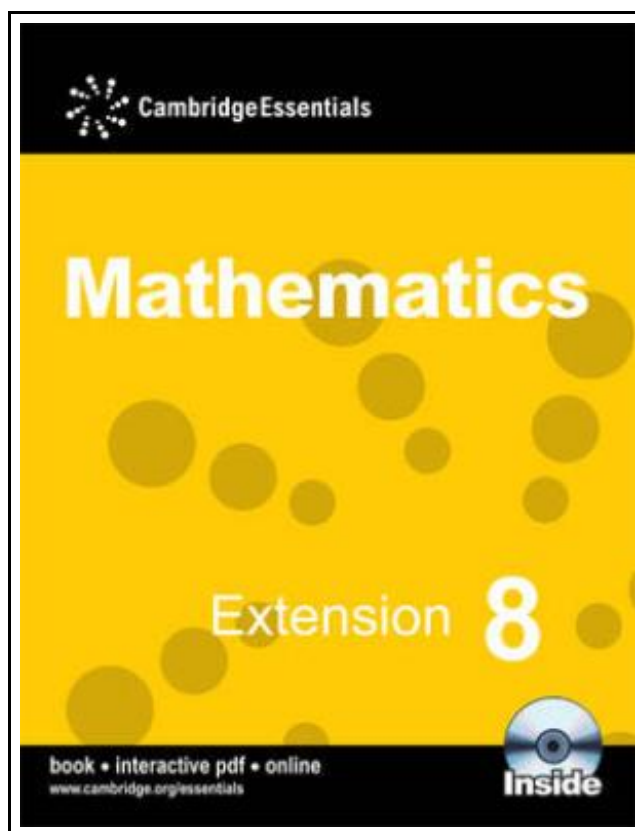 CambridgeEssentials
Mathematics
Extension 8
book • interactive pdf • online
www.cambridge.org/essentials
Inside